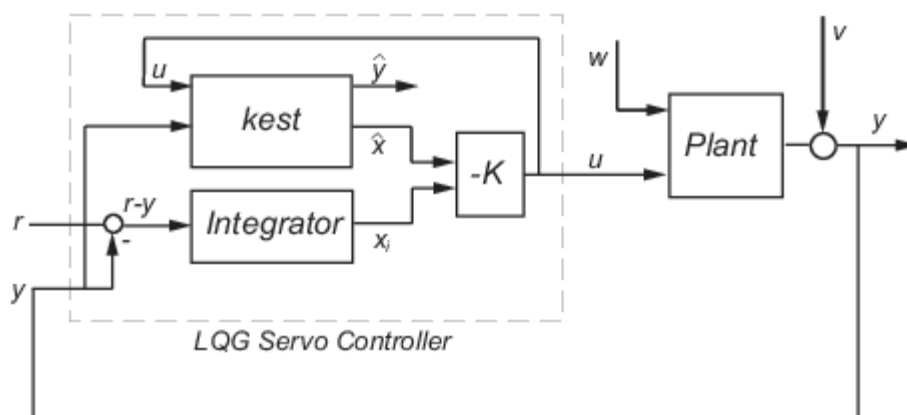 v
w
u
ŷ
kest
x̂
-K
u
Plant
y
r
r-y
-
Integrator
xᵢ
y
LQG Servo Controller